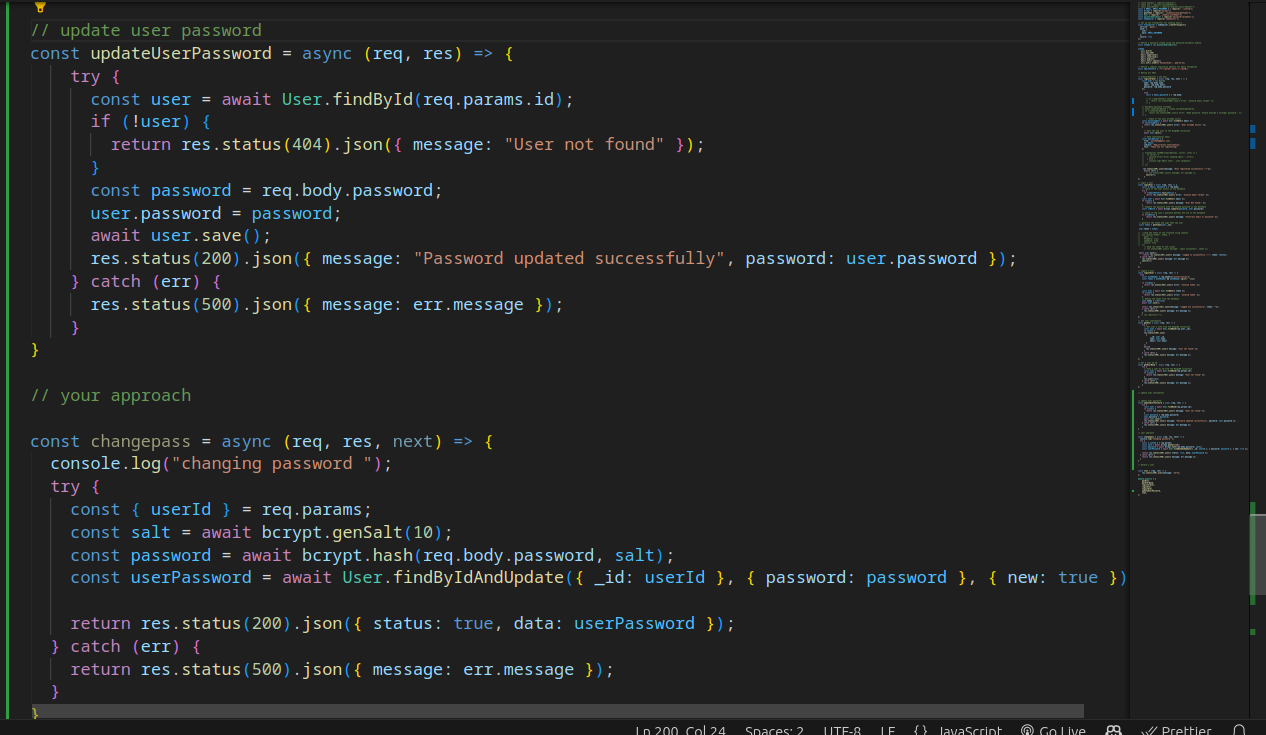 // update user password
const updateUserPassword = async (req, res) => {
try {
const user = await User.findById(req.params.id);
if (!user) {
return res.status(404).json({ message: "User not found" });
}
const password = req.body.password;
user.password = password;
await user.save();
res.status(200).json({ message: "Password updated successfully", password: user.password });
} catch (err) {
res.status(500).json({ message: err.message });
}
}
// your approach
const changepass = async (req, res, next) => {
console.log("changing password ");
try {
const { userId } = req.params;
const salt = await bcrypt.genSalt(10);
const password = await bcrypt.hash(req.body.password, salt);
const userPassword = await User.findByIdAndUpdate({ _id: userId }, { password: password }, { new: true })
return res.status(200).json({ status: true, data: userPassword });
} catch (err) {
return res.status(500).json({ message: err.message });
}
}
Ln 200, Col 24 Spaces: 2 UTF-8 LF {} JavaScript Go Live Prettier